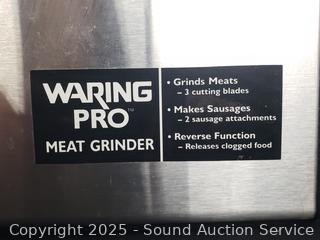 WARING
PRO™
MEAT GRINDER
• Grinds Meats
– 3 cutting blades
• Makes Sausages
– 2 sausage attachments
• Reverse Function
– Releases clogged food
Copyright 2025 - Sound Auction Service